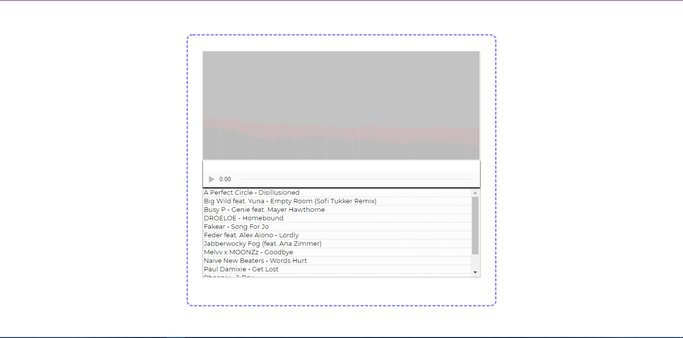 0:00
A Perfect Circle - Disillusioned
Big Wild feat. Yuna - Empty Room (Sofi Tukker Remix)
Busy P - Genie feat. Mayer Hawthorne
DROELOE - Homebound
Fakear - Song For Jo
Feder feat. Alex Aiono - Lordly
Jabberwocky Fog (feat. Ana Zimmer)
Melvv x MOONZz - Goodbye
Naive New Beaters - Words Hurt
Paul Damixie - Get Lost